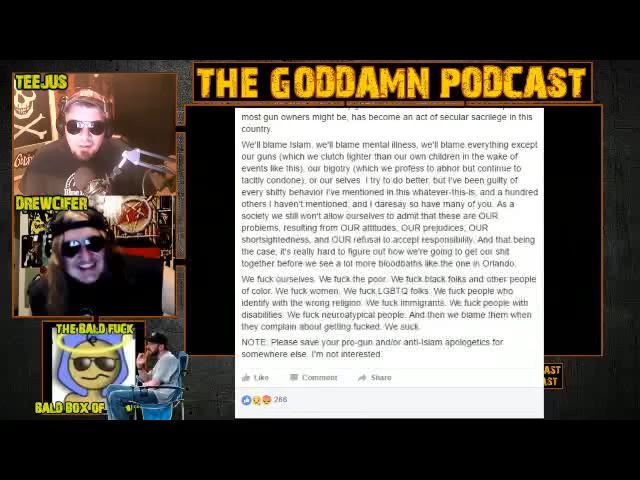 TEEJUS
THE GODDAMN PODCAST
most gun owners might be, has become an act of secular sacrilege in this
country.
We'll blame Islam, we'll blame mental illness, we'll blame everything except
our guns (which we clutch tighter than our own children in the wake of
events like this), our bigotry (which we profess to abhor but continue to
tacitly condone), or our selves. I try to do better, but I've been guilty of
every shitty behavior I've mentioned in this whatever-this-is, and a hundred
others I haven't mentioned, and I daresay so have many of you. As a
society we still won't allow ourselves to admit that these are OUR
problems, resulting from OUR attitudes, OUR prejudices, OUR
shortsightedness, and OUR refusal to accept responsibility. And that being
the case, it's really hard to figure out how we're going to get our shit
together before we see a lot more bloodbaths like the one in Orlando.
We fuck ourselves. We fuck the poor. We fuck black folks and other people
of color. We fuck women. We fuck LGBTQ folks. We fuck people who
identify with the wrong religion. We fuck immigrants. We fuck people with
disabilities. We fuck neuroatypical people. And then we blame them when
they complain about getting fucked. We suck.
NOTE: Please save your pro-gun and/or anti-Islam apologetics for
somewhere else. I'm not interested.
Like Comment Share
266
DREWCIFER
THE BALD FUCK
BALD BOX OF
AST
AST